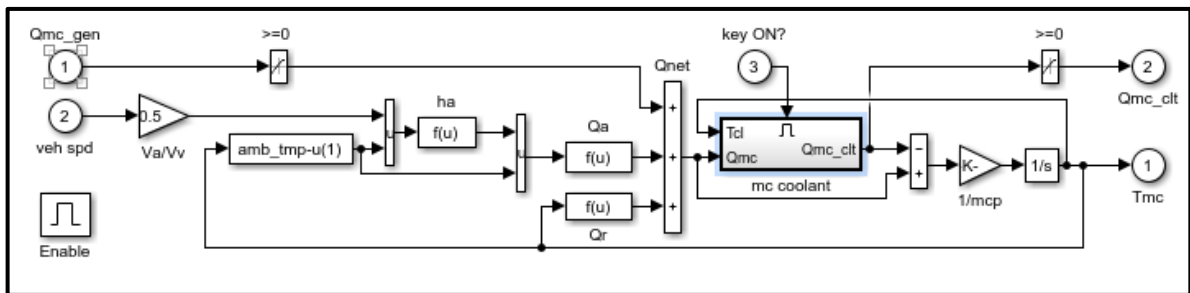 Qmc_gen
>=0
key ON?
>=0
1
Qnet
3
2
Qmc_clt
2
0.5
ha
veh spd
Va/Vv
f(u)
u
u
Qa
+
Tcl
Qmc_clt
Qmc
amb_tmp-u(1)
f(u)
+
−
+
K-
1/s
1
mc coolant
1/mcp
Tmc
f(u)
+
Qr
Enable